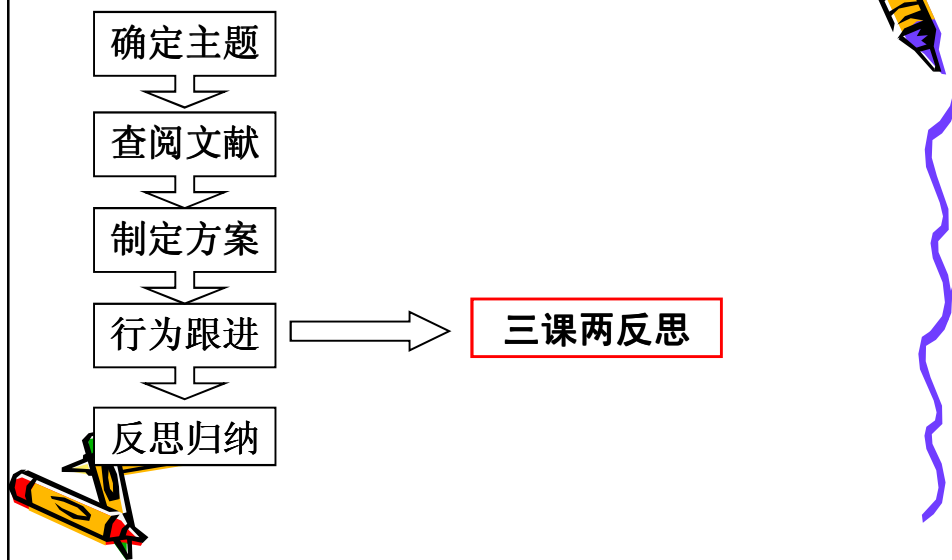 确定主题
查阅文献
制定方案
行为跟进
三课两反思
反思归纳